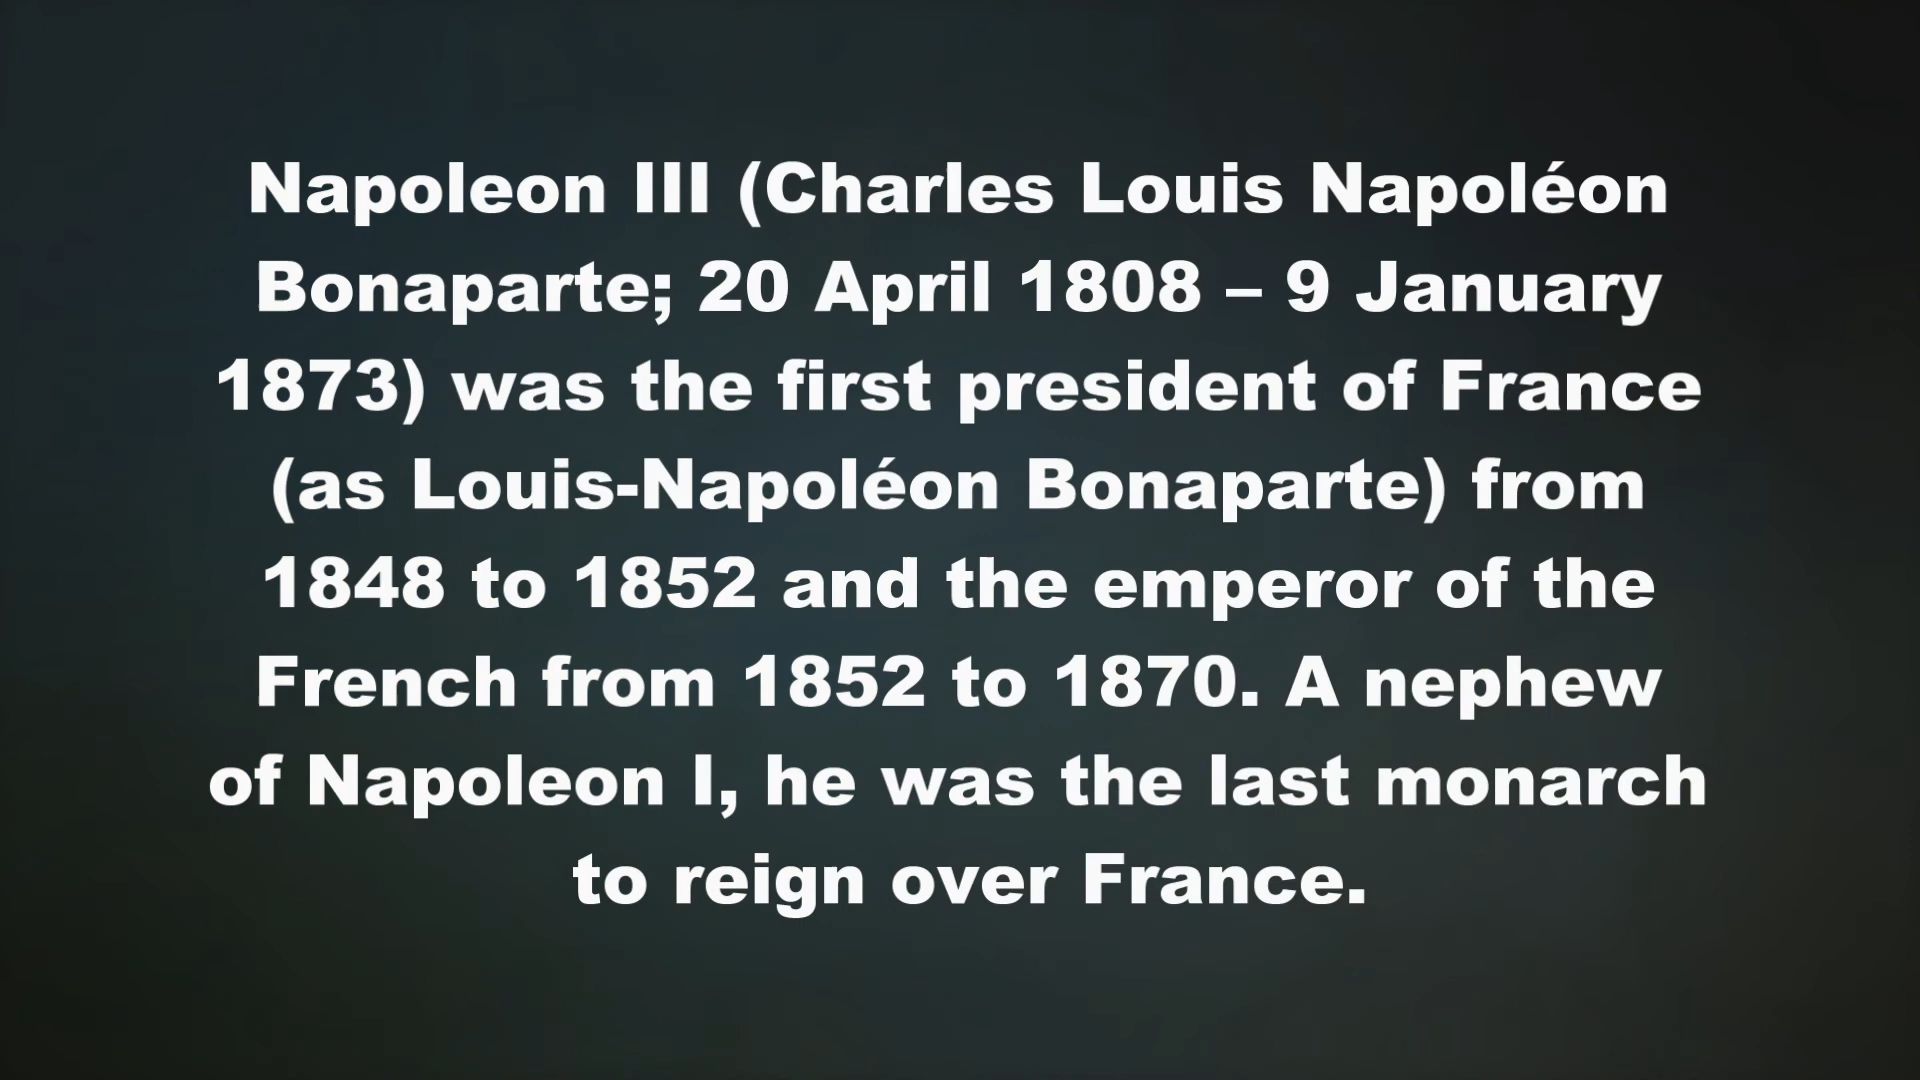 Napoleon III (Charles Louis Napoléon
Bonaparte; 20 April 1808 – 9 January
1873) was the first president of France
(as Louis-Napoléon Bonaparte) from
1848 to 1852 and the emperor of the
French from 1852 to 1870. A nephew
of Napoleon I, he was the last monarch
to reign over France.